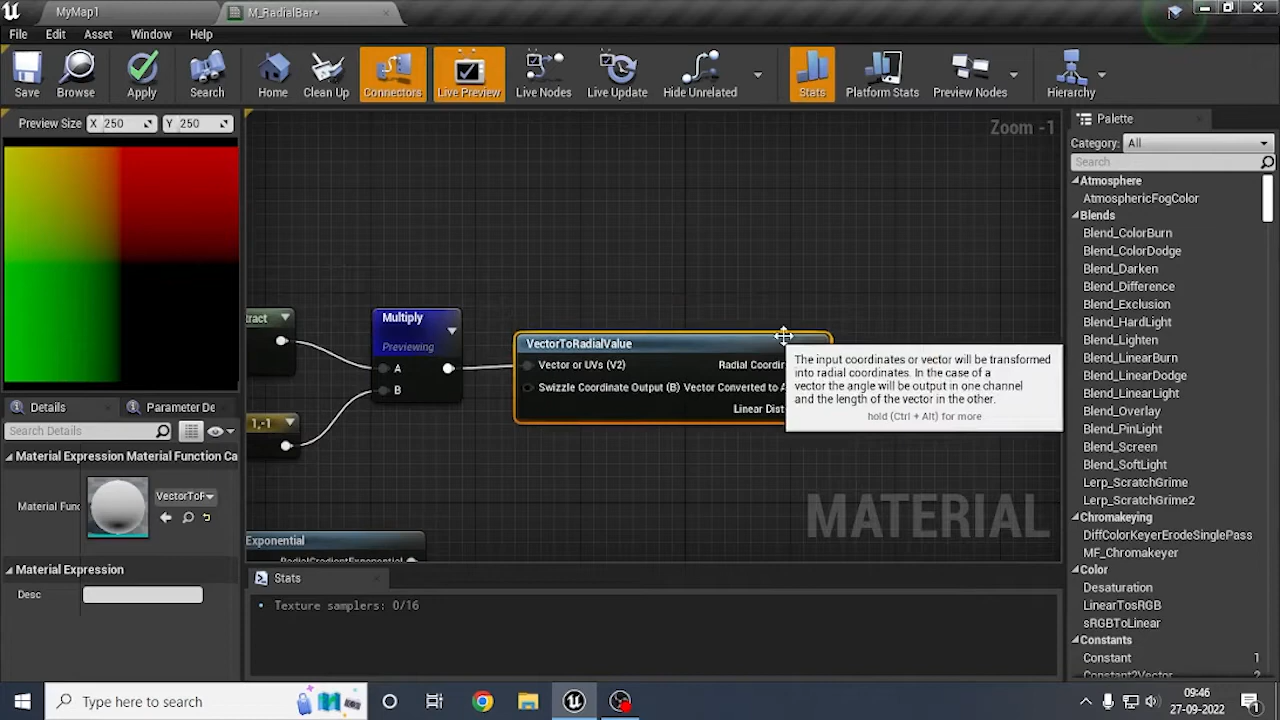 MyMap1
M_RadialBar*
File Edit Asset Window Help
Save
Browse
Apply
Search
Home
Clean Up
Connectors
Live Preview
Live Nodes
Live Update
Hide Unrelated
Stats
Platform Stats
Preview Nodes
Hierarchy
Preview Size X 250 Y 250
Zoom -1
tract
Multiply
Previewing
A
B
1,-1
VectorToRadialValue
Vector or UVs (V2) Radial Coordin
Swizzle Coordinate Output (B) Vector Converted to A
Linear Dist
The input coordinates or vector will be transformed
into radial coordinates. In the case of a
vector the angle will be output in one channel
and the length of the vector in the other.
hold (Ctrl + Alt) for more
Exponential
RadialGradientExponential
MATERIAL
Details
Parameter De
Search Details
Material Expression Material Function Ca
Material Func
VectorToF
Material Expression
Desc
Stats
Texture samplers: 0/16
Palette
Category: All
Search
Atmosphere
AtmosphericFogColor
Blends
Blend_ColorBurn
Blend_ColorDodge
Blend_Darken
Blend_Difference
Blend_Exclusion
Blend_HardLight
Blend_Lighten
Blend_LinearBurn
Blend_LinearDodge
Blend_LinearLight
Blend_Overlay
Blend_PinLight
Blend_Screen
Blend_SoftLight
Lerp_ScratchGrime
Lerp_ScratchGrime2
Chromakeying
DiffColorKeyerErodeSinglePass
MF_Chromakeyer
Color
Desaturation
LinearTosRGB
sRGBToLinear
Constants
Constant 1
Constant2Vector 2
Type here to search
09:46
27-09-2022
1